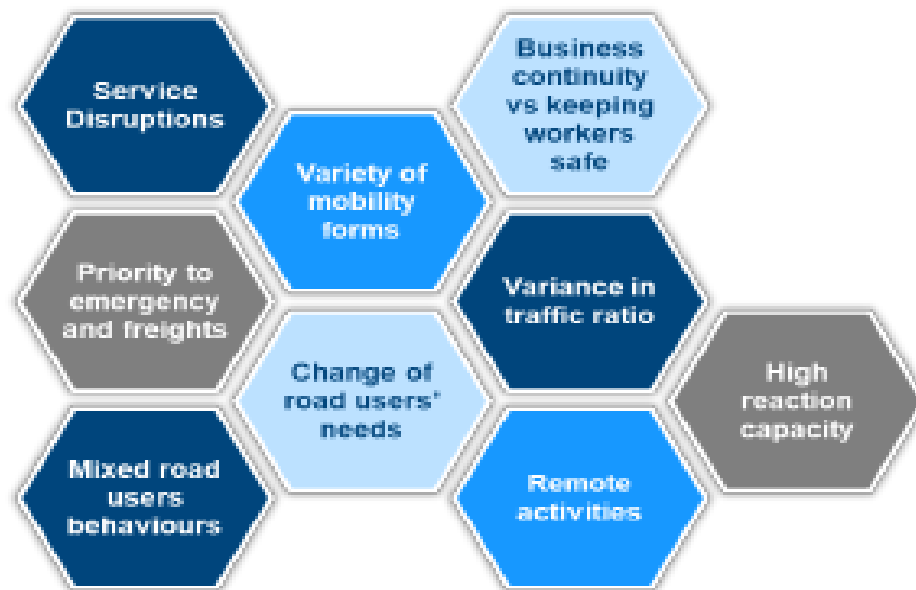 Service
Disruptions
Business
continuity
vs keeping
workers
safe
Variety of
mobility
forms
Priority to
emergency
and freights
Variance in
traffic ratio
Change of
road users'
needs
High
reaction
capacity
Mixed road
users
behaviours
Remote
activities